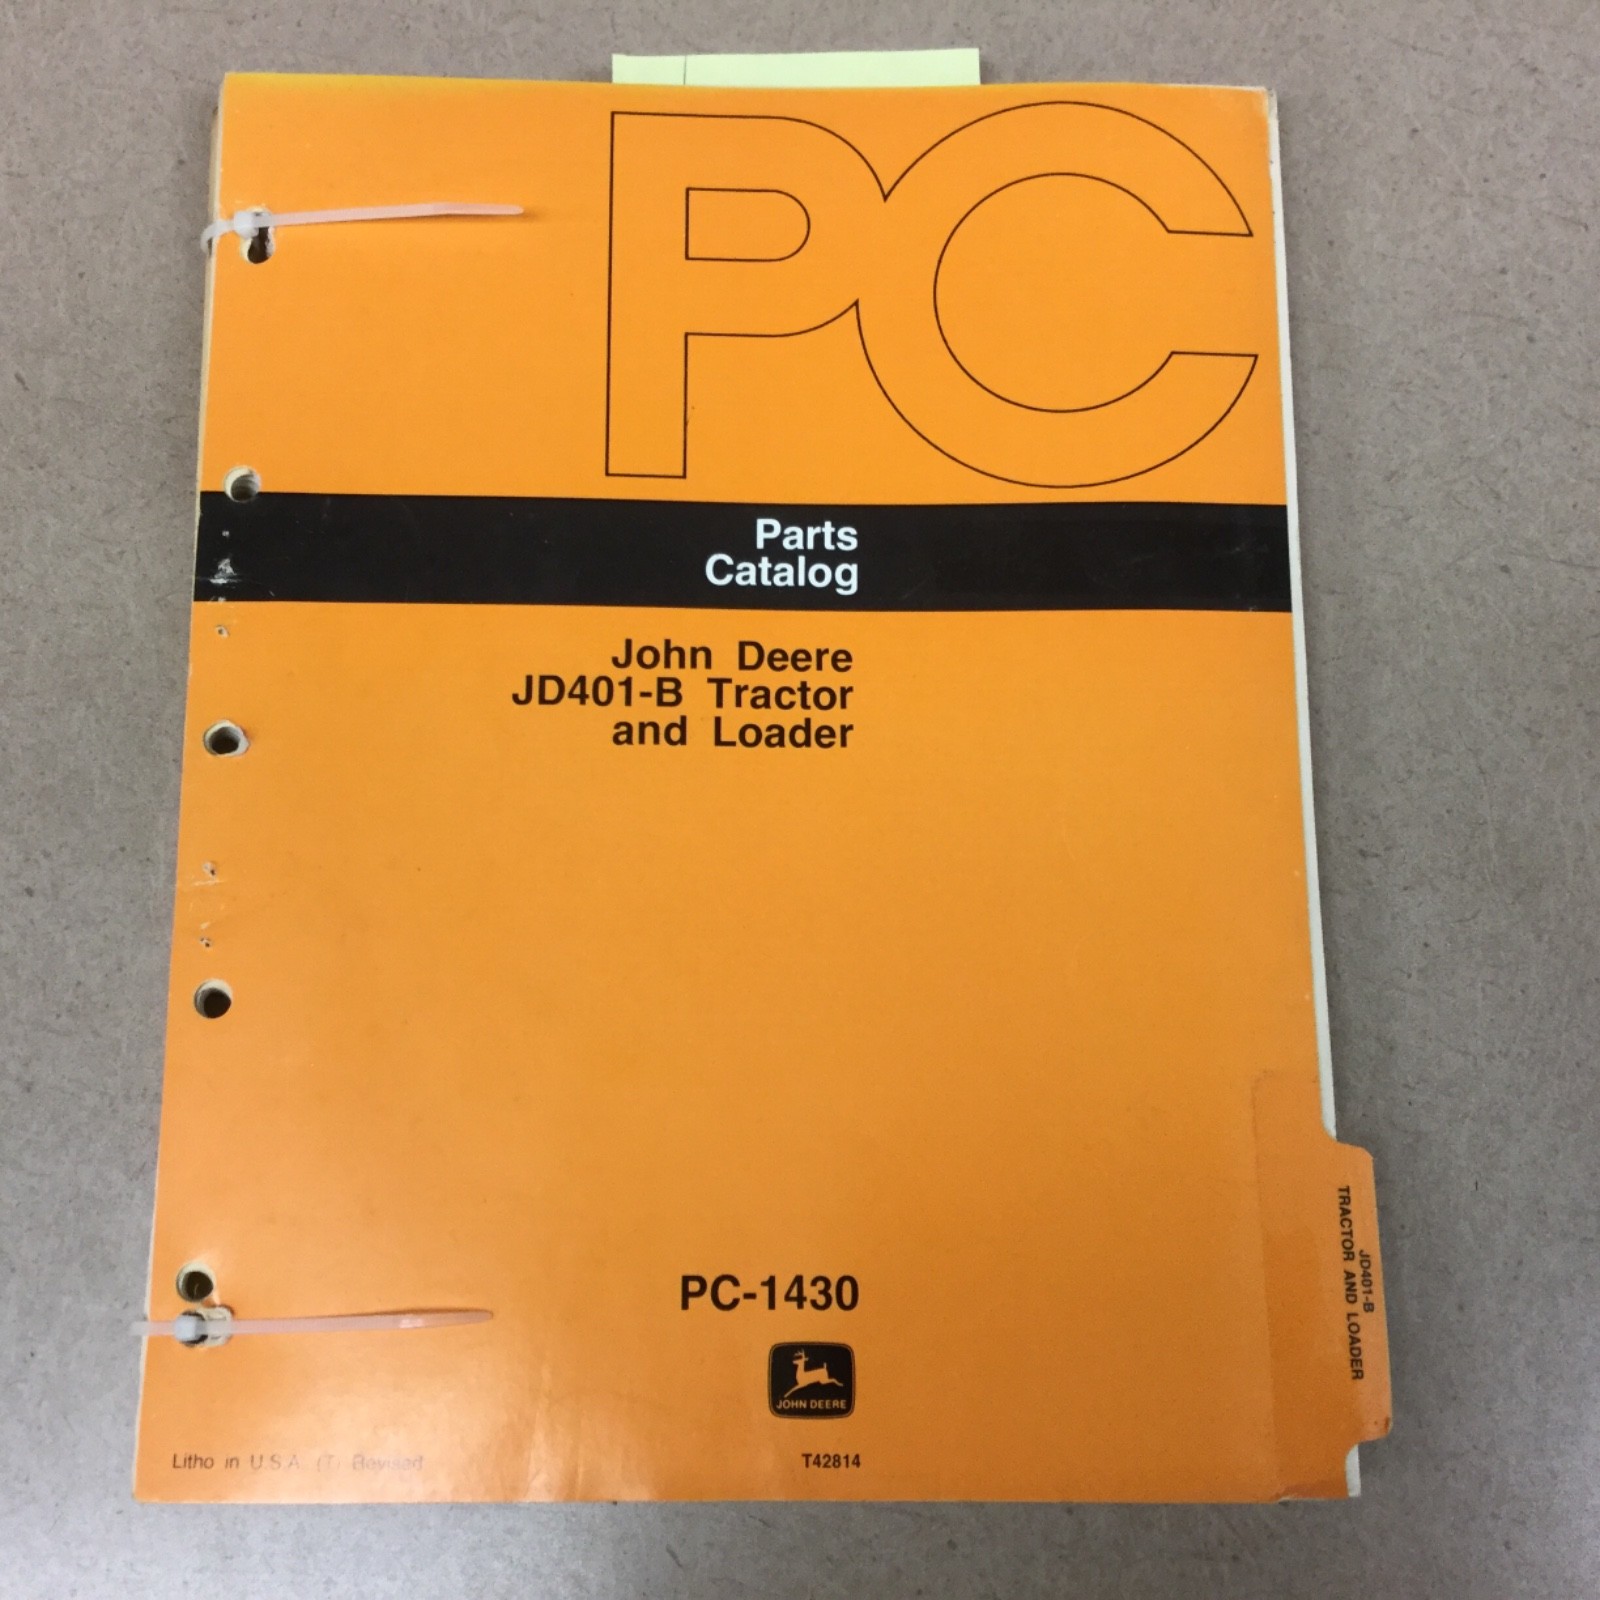 PC
Parts
Catalog
John Deere
JD401-B Tractor
and Loader
JD401-B
TRACTOR AND LOADER
PC-1430
JOHN DEERE
Litho in U.S.A. (T) Revised
T42814